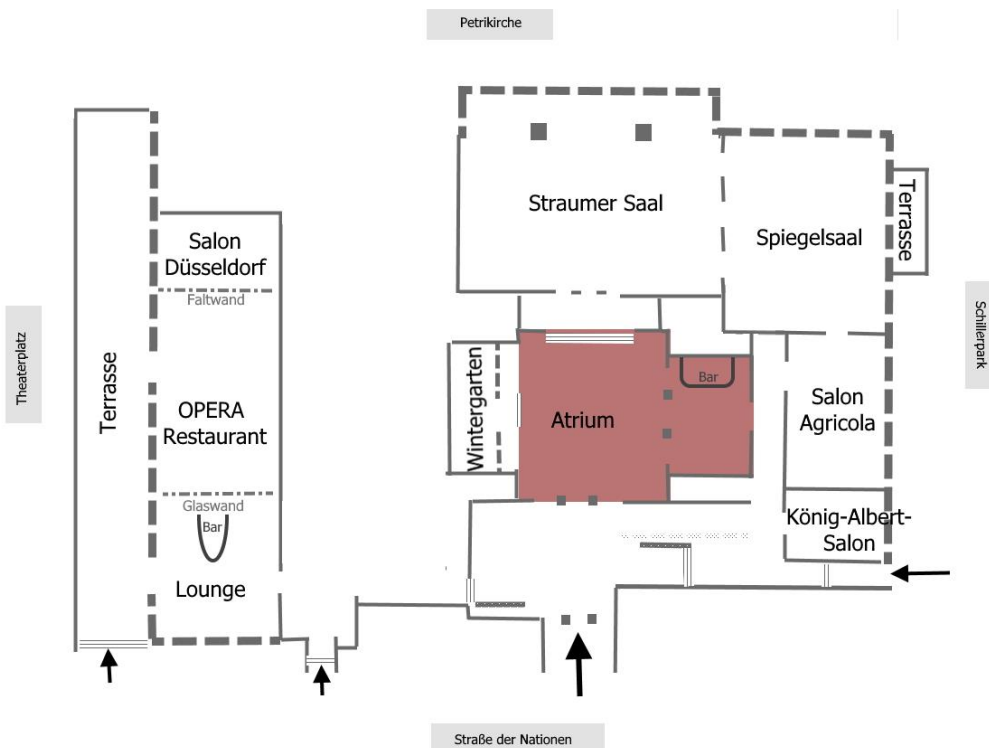 Petrikirche
Straumer Saal
Spiegelsaal
Terrasse
Salon
Düsseldorf
Faltwand
Theaterplatz
Schillerpark
Terrasse
OPERA
Restaurant
Wintergarten
Atrium
Bar
Salon
Agricola
Glaswand
Bar
Lounge
König-Albert-
Salon
Straße der Nationen